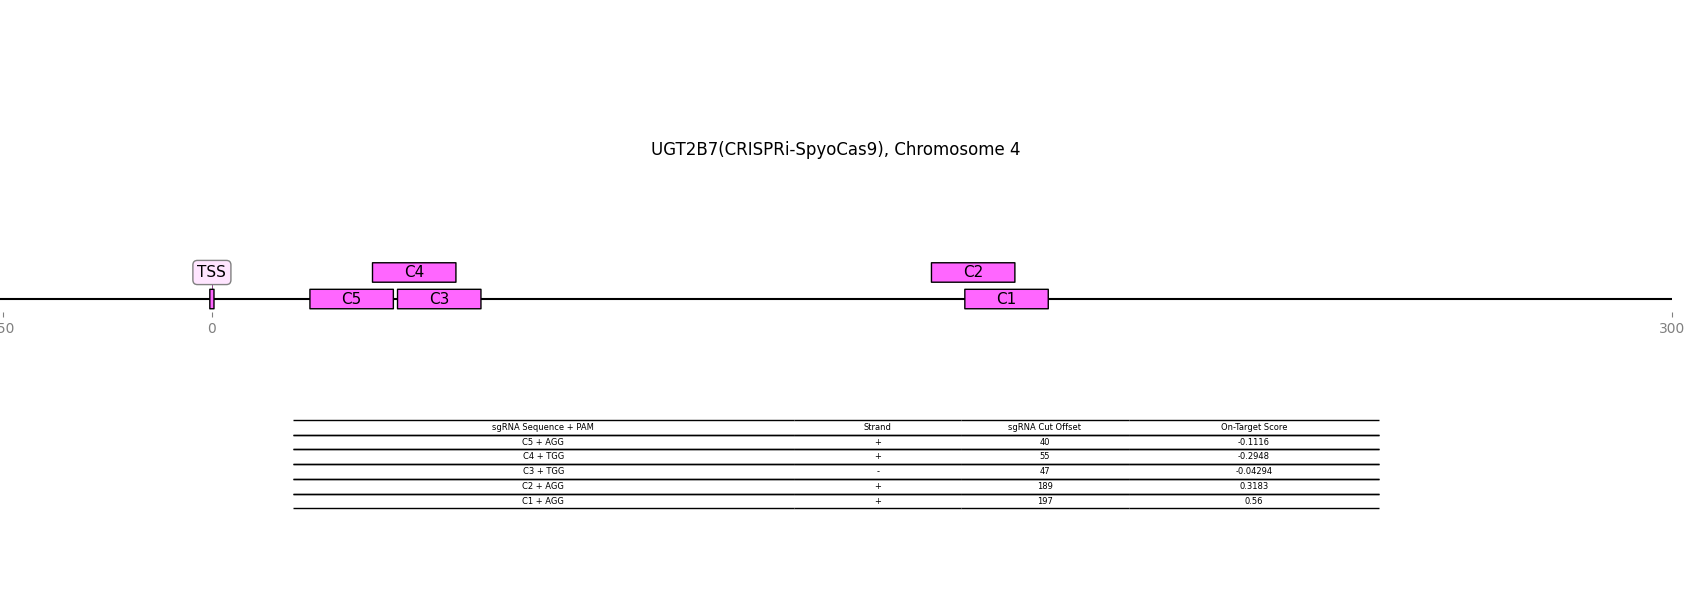 UGT2B7(CRISPRi-SpyoCas9), Chromosome 4
TSS C4 C2
C5 C3 C1
50 0 300
sgRNA Sequence + PAM Strand sgRNA Cut Offset On-Target Score
C5 + AGG + 40 -0.1116
C4 + TGG + 55 -0.2948
C3 + TGG - 47 -0.04294
C2 + AGG + 189 0.3183
C1 + AGG + 197 0.56